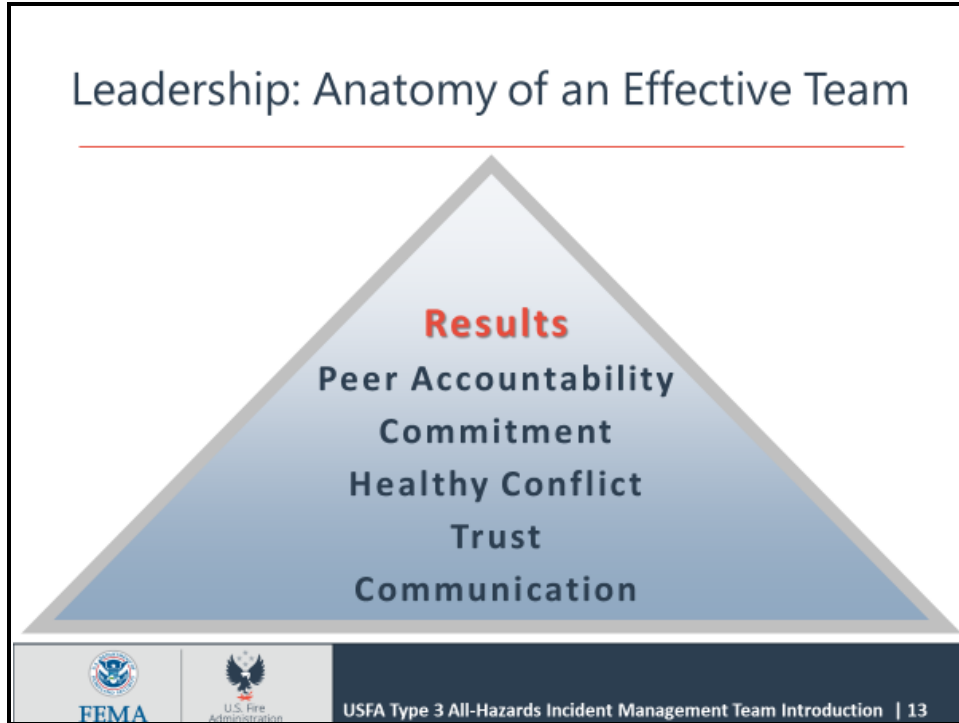 Leadership: Anatomy of an Effective Team
Results
Peer Accountability
Commitment
Healthy Conflict
Trust
Communication
FEMA
U.S. Fire
Administration
USFA Type 3 All-Hazards Incident Management Team Introduction | 13